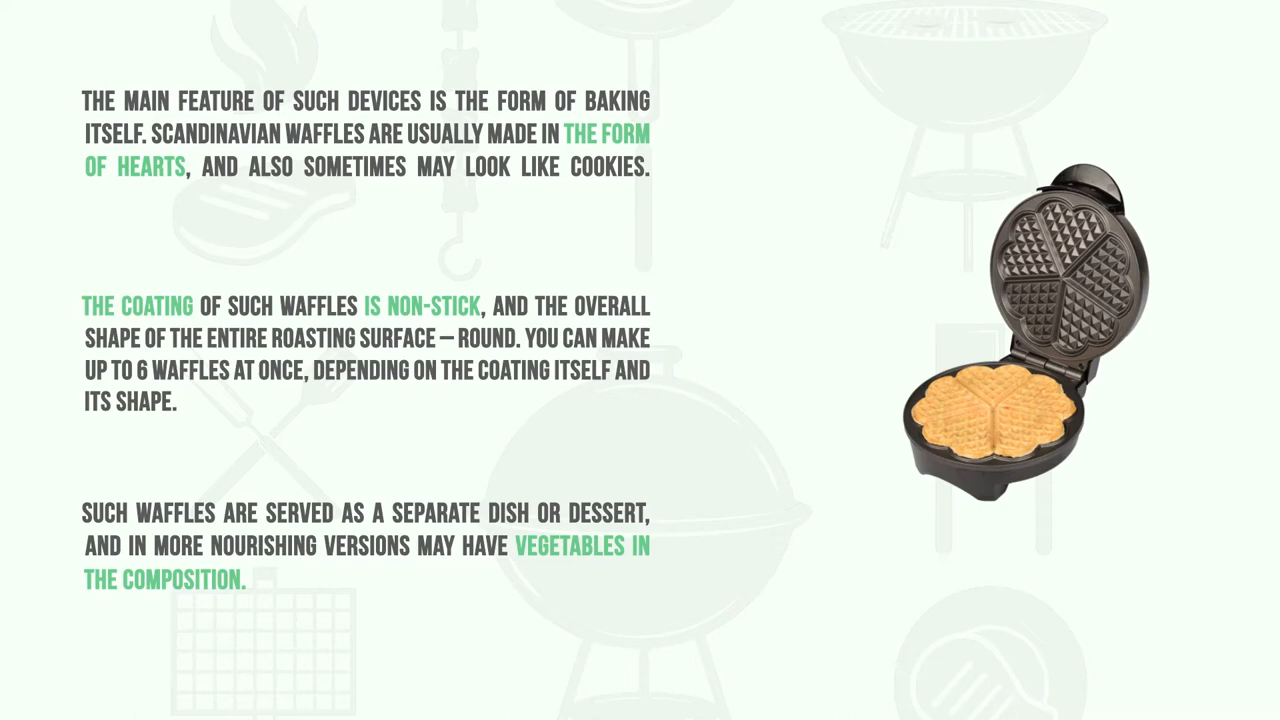 THE MAIN FEATURE OF SUCH DEVICES IS THE FORM OF BAKING
ITSELF. SCANDINAVIAN WAFFLES ARE USUALLY MADE IN THE FORM
OF HEARTS, AND ALSO SOMETIMES MAY LOOK LIKE COOKIES.
THE COATING OF SUCH WAFFLES IS NON-STICK, AND THE OVERALL
SHAPE OF THE ENTIRE ROASTING SURFACE – ROUND. YOU CAN MAKE
UP TO 6 WAFFLES AT ONCE, DEPENDING ON THE COATING ITSELF AND
ITS SHAPE.
SUCH WAFFLES ARE SERVED AS A SEPARATE DISH OR DESSERT,
AND IN MORE NOURISHING VERSIONS MAY HAVE VEGETABLES IN
THE COMPOSITION.